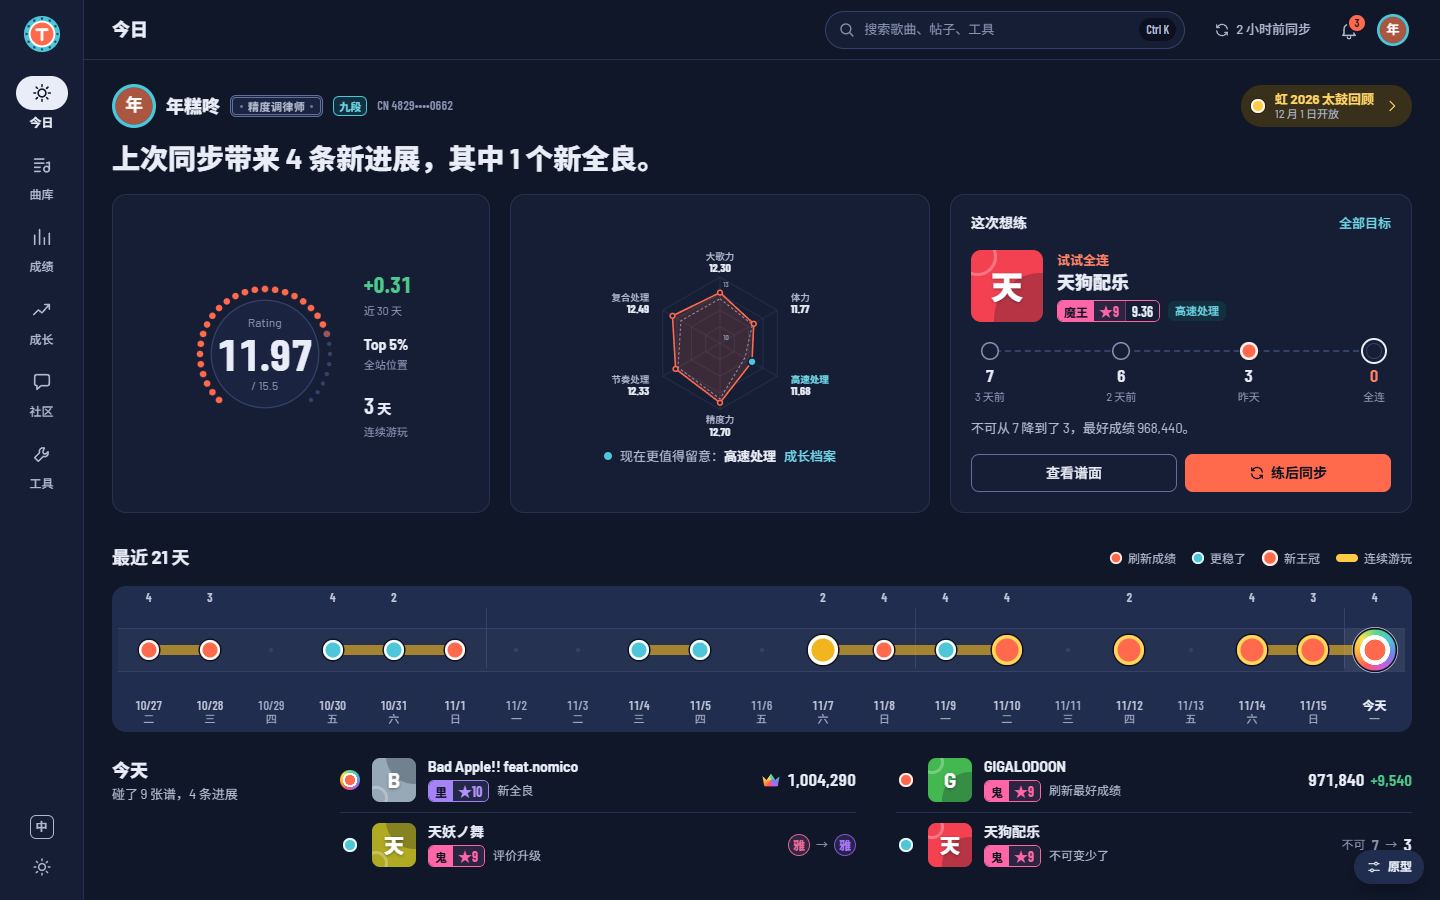 T
今日
搜索歌曲、帖子、工具
Ctrl K
2 小时前同步
3
年
今日
曲库
成绩
成长
社区
工具
中
年
年糕咚
· 精度调律师 ·
九段
CN 4829••••0662
虹 2026 太鼓回顾
12 月 1 日开放
上次同步带来 4 条新进展，其中 1 个新全良。
Rating
11.97
/ 15.5
+0.31
近 30 天
Top 5%
全站位置
3 天
连续游玩
大歌力
12.30
13
10
复合处理
12.49
体力
11.77
节奏处理
12.33
高速处理
11.68
精度力
12.70
现在更值得留意：高速处理 成长档案
这次想练
全部目标
天
试试全连
天狗配乐
魔王 ★9 9.36
高速处理
7
6
3
0
3 天前
2 天前
昨天
全连
不可从 7 降到了 3，最好成绩 968,440。
查看谱面
练后同步
最近 21 天
刷新成绩
更稳了
新王冠
连续游玩
4 3 4 2 2 4 4 4 2 4 3 4
10/27 10/28 10/29 10/30 10/31 11/1 11/2 11/3 11/4 11/5 11/6 11/7 11/8 11/9 11/10 11/11 11/12 11/13 11/14 11/15 今天
二 三 四 五 六 日 一 二 三 四 五 六 日 一 二 三 四 五 六 日 一
今天
碰了 9 张谱，4 条进展
B
Bad Apple!! feat.nomico
里 ★10 新全良
1,004,290
G
GIGALODOON
鬼 ★9 刷新最好成绩
971,840 +9,540
天
天妖ノ舞
鬼 ★9 评价升级
雅 → 雅
天
天狗配乐
鬼 ★9 不可变少了
不可 7 → 3
原型